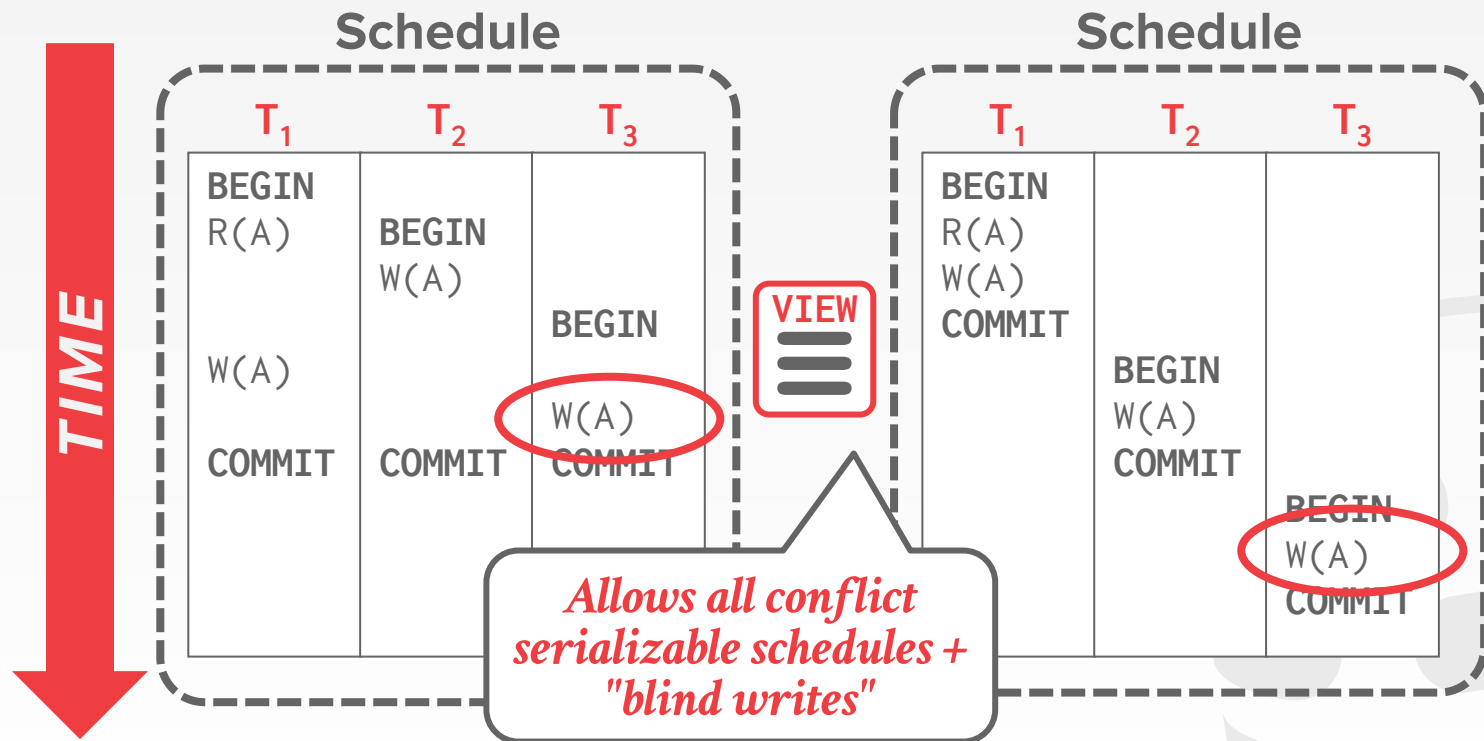 Schedule
T₁ T₂ T₃
BEGIN
R(A) BEGIN
W(A)
BEGIN
W(A)
W(A)
COMMIT COMMIT COMMIT
TIME
VIEW
Schedule
T₁ T₂ T₃
BEGIN
R(A)
W(A)
COMMIT
BEGIN
W(A)
COMMIT
BEGIN
W(A)
COMMIT
Allows all conflict
serializable schedules +
"blind writes"